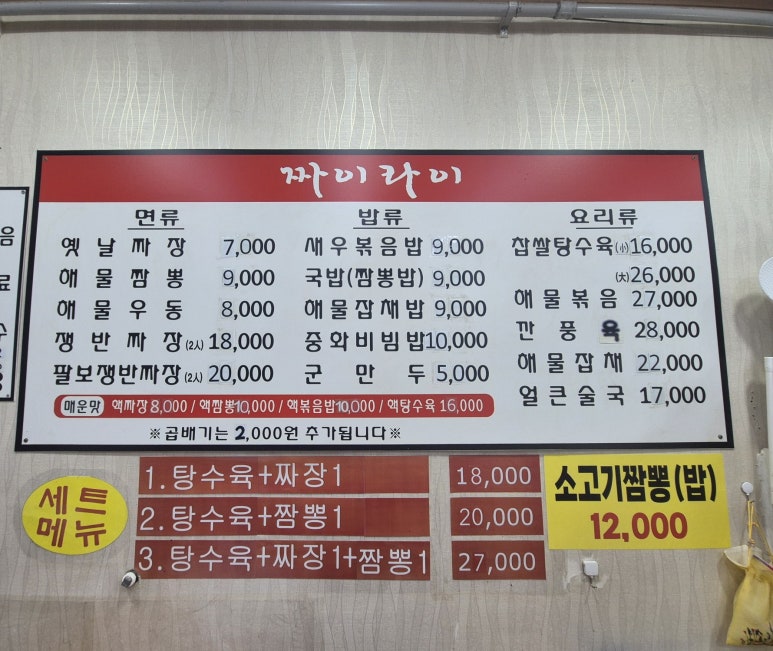 짜이라이
면류
옛날짜장 7,000
해물짬뽕 9,000
해물우동 8,000
쟁반짜장(2人) 18,000
팔보쟁반짜장(2人) 20,000
밥류
새우볶음밥 9,000
국밥(짬뽕밥) 9,000
해물잡채밥 9,000
중화비빔밥 10,000
군만두 5,000
요리류
찹쌀탕수육(小) 16,000
(大) 26,000
해물볶음 27,000
깐풍육 28,000
해물잡채 22,000
얼큰술국 17,000
매운맛 액짜장 8,000 / 액짬뽕 10,000 / 액볶음밥 10,000 / 액탕수육 16,000
※곱배기는 2,000원 추가됩니다※
세트
메뉴
1. 탕수육+짜장1 18,000
2. 탕수육+짬뽕1 20,000
3. 탕수육+짜장1+짬뽕1 27,000
소고기짬뽕(밥)
12,000
음
료
수